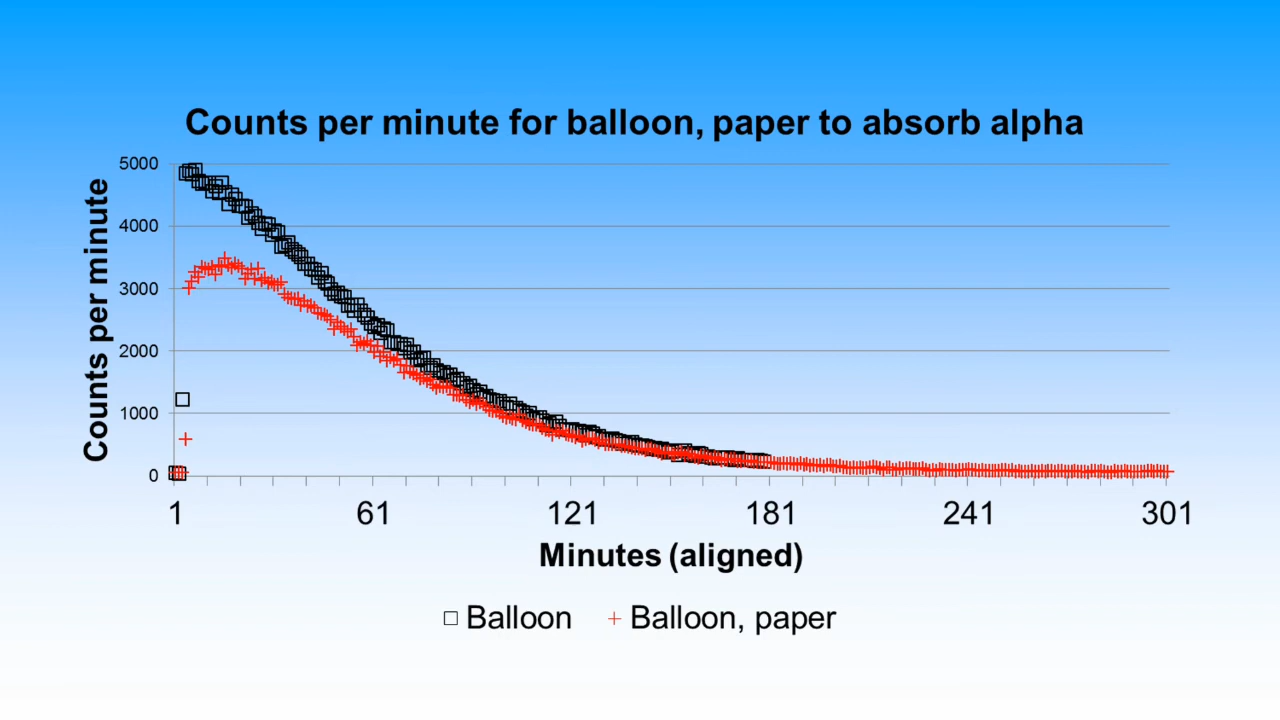 Counts per minute for balloon, paper to absorb alpha
Counts per minute
5000
4000
3000
2000
1000
0
1 61 121 181 241 301
Minutes (aligned)
Balloon Balloon, paper